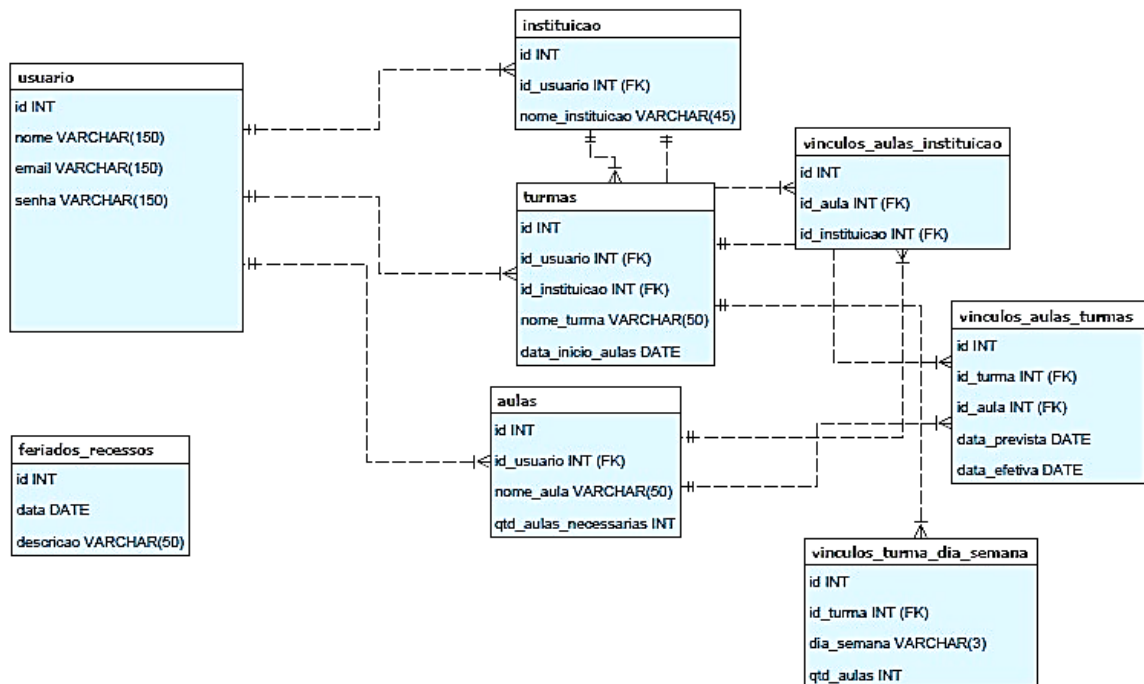 instituicao
id INT
id_usuario INT (FK)
nome_instituicao VARCHAR(45)
usuario
id INT
nome VARCHAR(150)
email VARCHAR(150)
senha VARCHAR(150)
vinculos_aulas_instituicao
id INT
id_aula INT (FK)
id_instituicao INT (FK)
turmas
id INT
id_usuario INT (FK)
id_instituicao INT (FK)
nome_turma VARCHAR(50)
data_inicio_aulas DATE
vinculos_aulas_turmas
id INT
id_turma INT (FK)
id_aula INT (FK)
data_prevista DATE
data_efetiva DATE
aulas
id INT
id_usuario INT (FK)
nome_aula VARCHAR(50)
qtd_aulas_necessarias INT
feriados_recessos
id INT
data DATE
descricao VARCHAR(50)
vinculos_turma_dia_semana
id INT
id_turma INT (FK)
dia_semana VARCHAR(3)
qtd_aulas INT